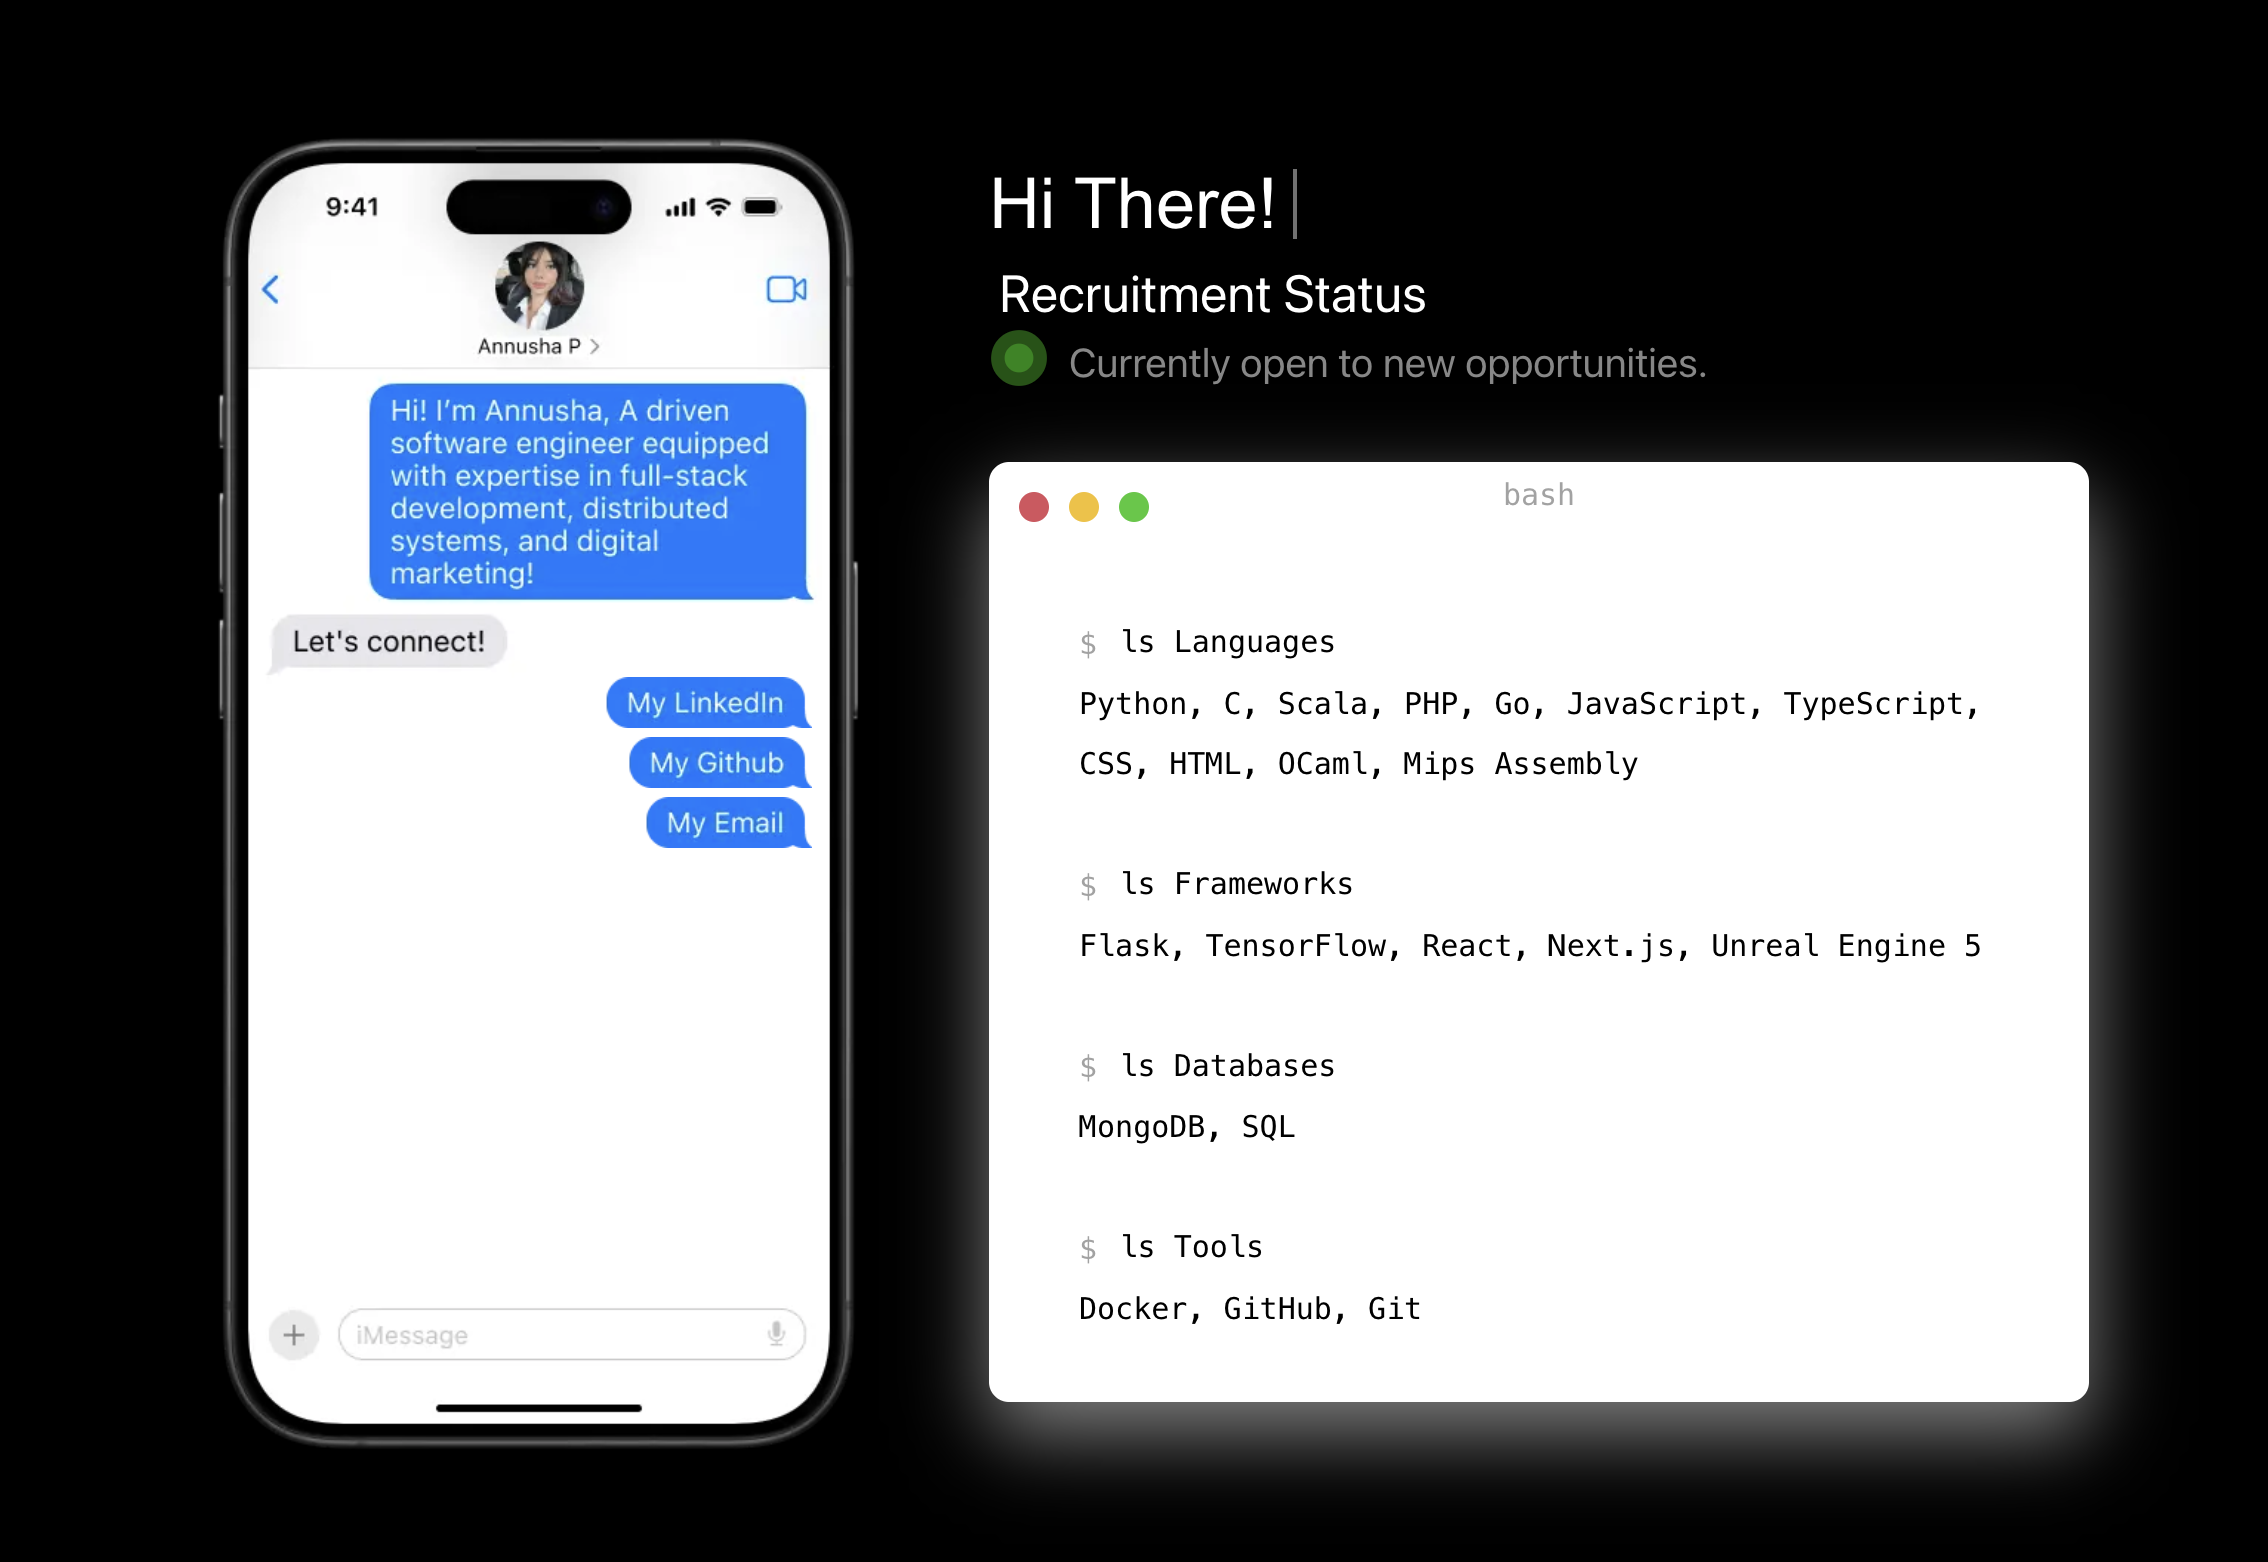 9:41
Annusha P
Hi! I’m Annusha, A driven
software engineer equipped
with expertise in full-stack
development, distributed
systems, and digital
marketing!
Let's connect!
My LinkedIn
My Github
My Email
iMessage
Hi There!
Recruitment Status
Currently open to new opportunities.
bash
$ ls Languages
Python, C, Scala, PHP, Go, JavaScript, TypeScript,
CSS, HTML, OCaml, Mips Assembly
$ ls Frameworks
Flask, TensorFlow, React, Next.js, Unreal Engine 5
$ ls Databases
MongoDB, SQL
$ ls Tools
Docker, GitHub, Git